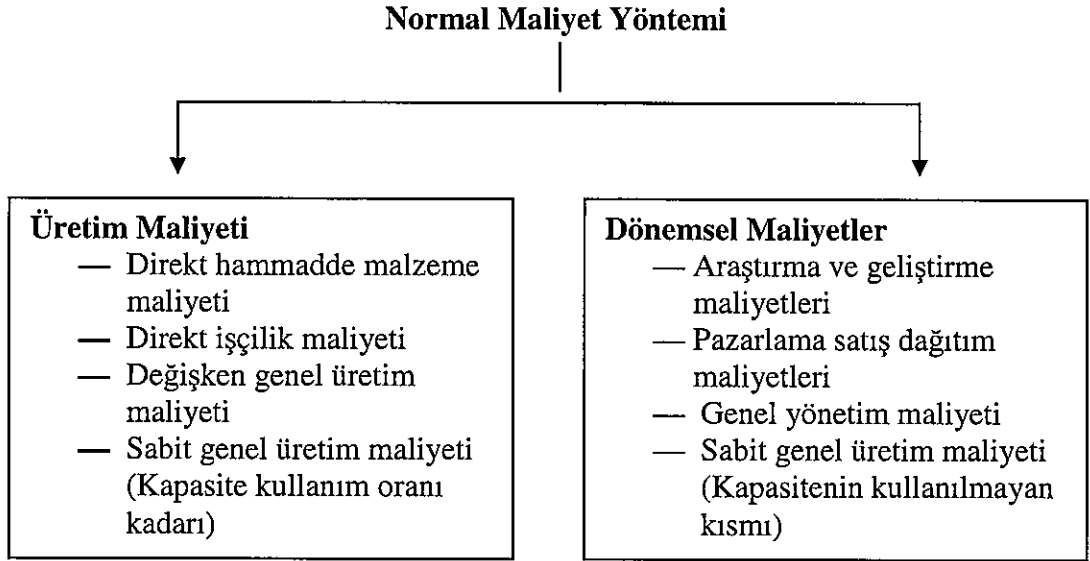 Normal Maliyet Yöntemi
Üretim Maliyeti
— Direkt hammadde malzeme
maliyeti
— Direkt işçilik maliyeti
— Değişken genel üretim
maliyeti
— Sabit genel üretim maliyeti
(Kapasite kullanım oranı
kadarı)
Dönemsel Maliyetler
— Araştırma ve geliştirme
maliyetleri
— Pazarlama satış dağıtım
maliyetleri
— Genel yönetim maliyeti
— Sabit genel üretim maliyeti
(Kapasitenin kullanılmayan
kısmı)